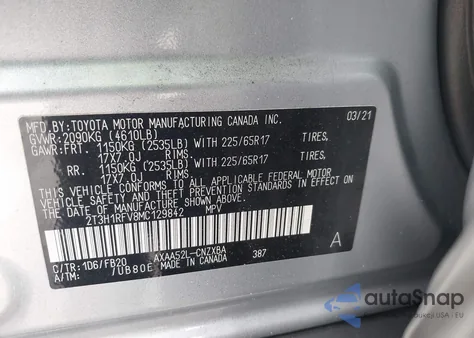 MFD.BY:TOYOTA MOTOR MANUFACTURING CANADA INC. 03/21
GVWR:2090KG (4610LB)
GAWR:FRT. 1150KG (2535LB) WITH 225/65R17 TIRES.
17X7.0J RIMS.
RR. 1150KG (2535LB) WITH 225/65R17 TIRES.
17X7.0J RIMS.
THIS VEHICLE CONFORMS TO ALL APPLICABLE FEDERAL MOTOR
VEHICLE SAFETY AND THEFT PREVENTION STANDARDS IN EFFECT
ON THE DATE OF MANUFACTURE SHOWN ABOVE.
2T3H1RFV8MC129842 MPV
A
C/TR:1D6/FB20 AXAA52L-CNZXBA 387
A/TM: /UB80E MADE IN CANADA
autoSnap